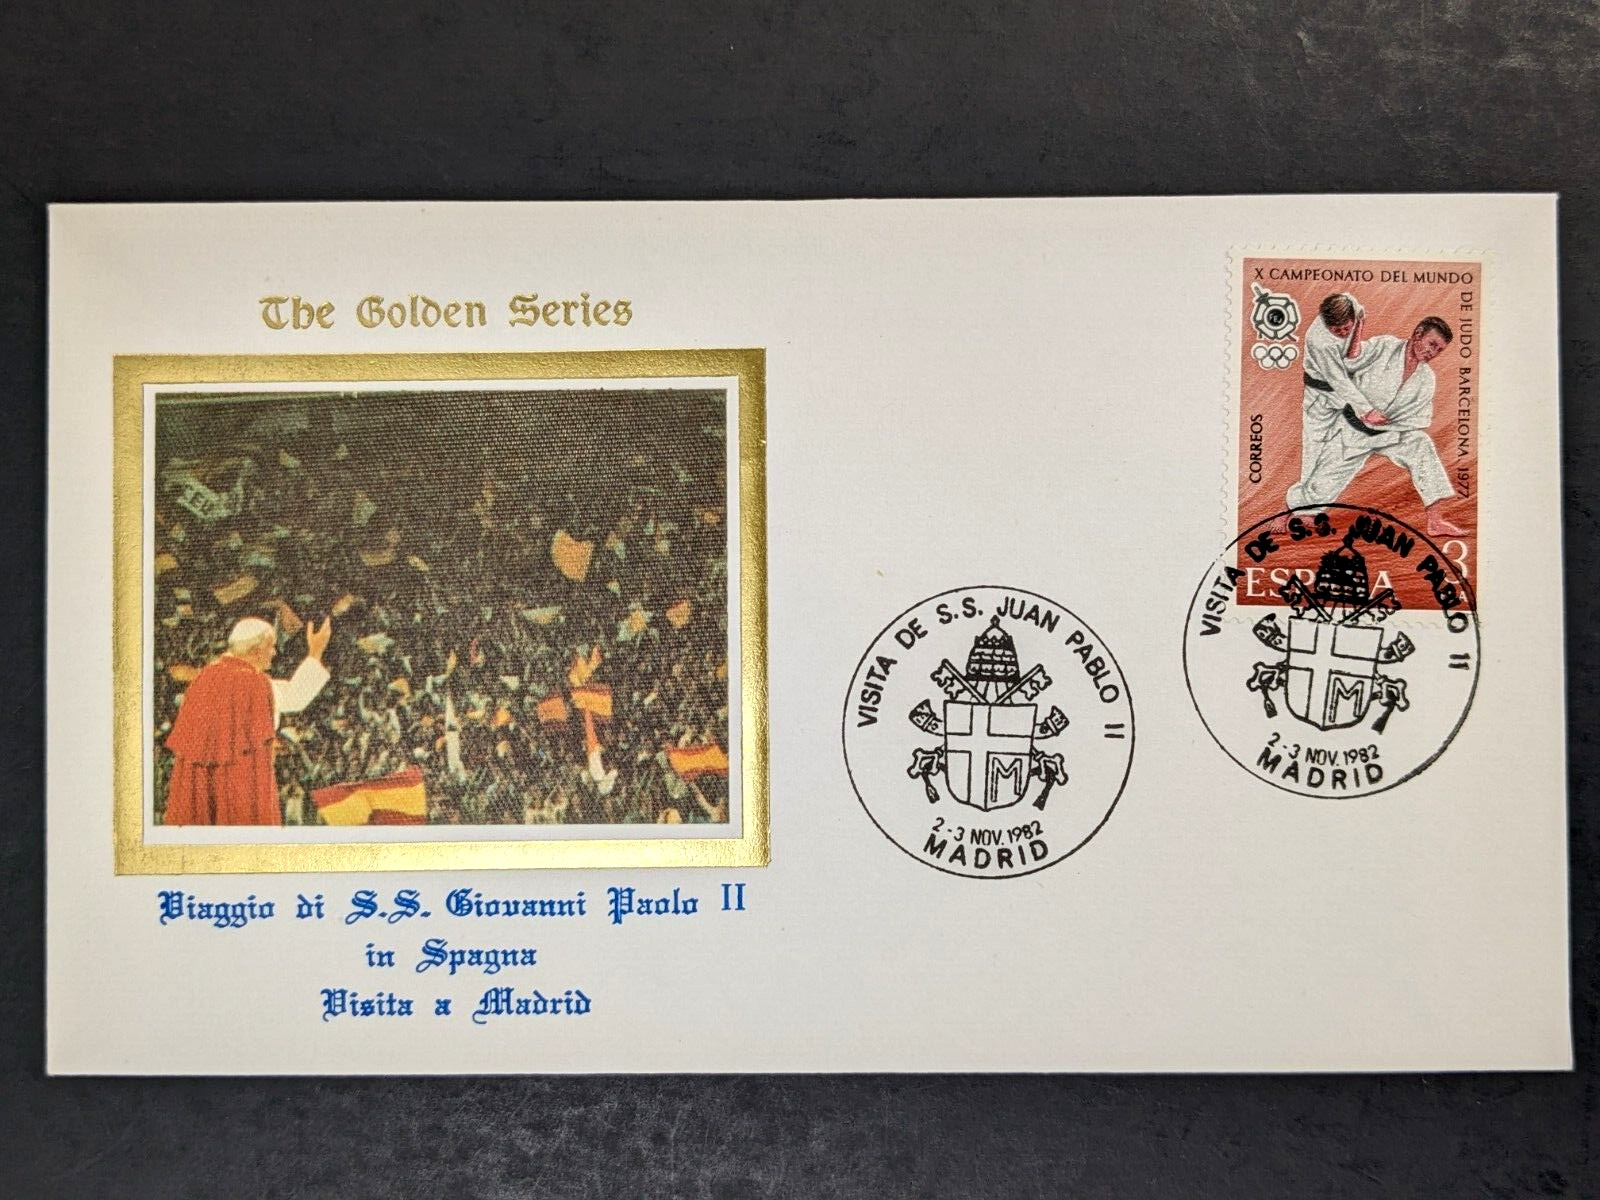 The Golden Series
Viaggio di S.S. Giovanni Paolo II
in Spagna
Visita a Madrid
X CAMPEONATO DEL MUNDO
DE JUDO BARCELONA 1977
CORREOS
3
ESPAÑA
VISITA DE S.S. JUAN PABLO II
M
2-3 NOV. 1982
MADRID
VISITA DE S.S. JUAN PABLO II
M
2-3 NOV. 1982
MADRID